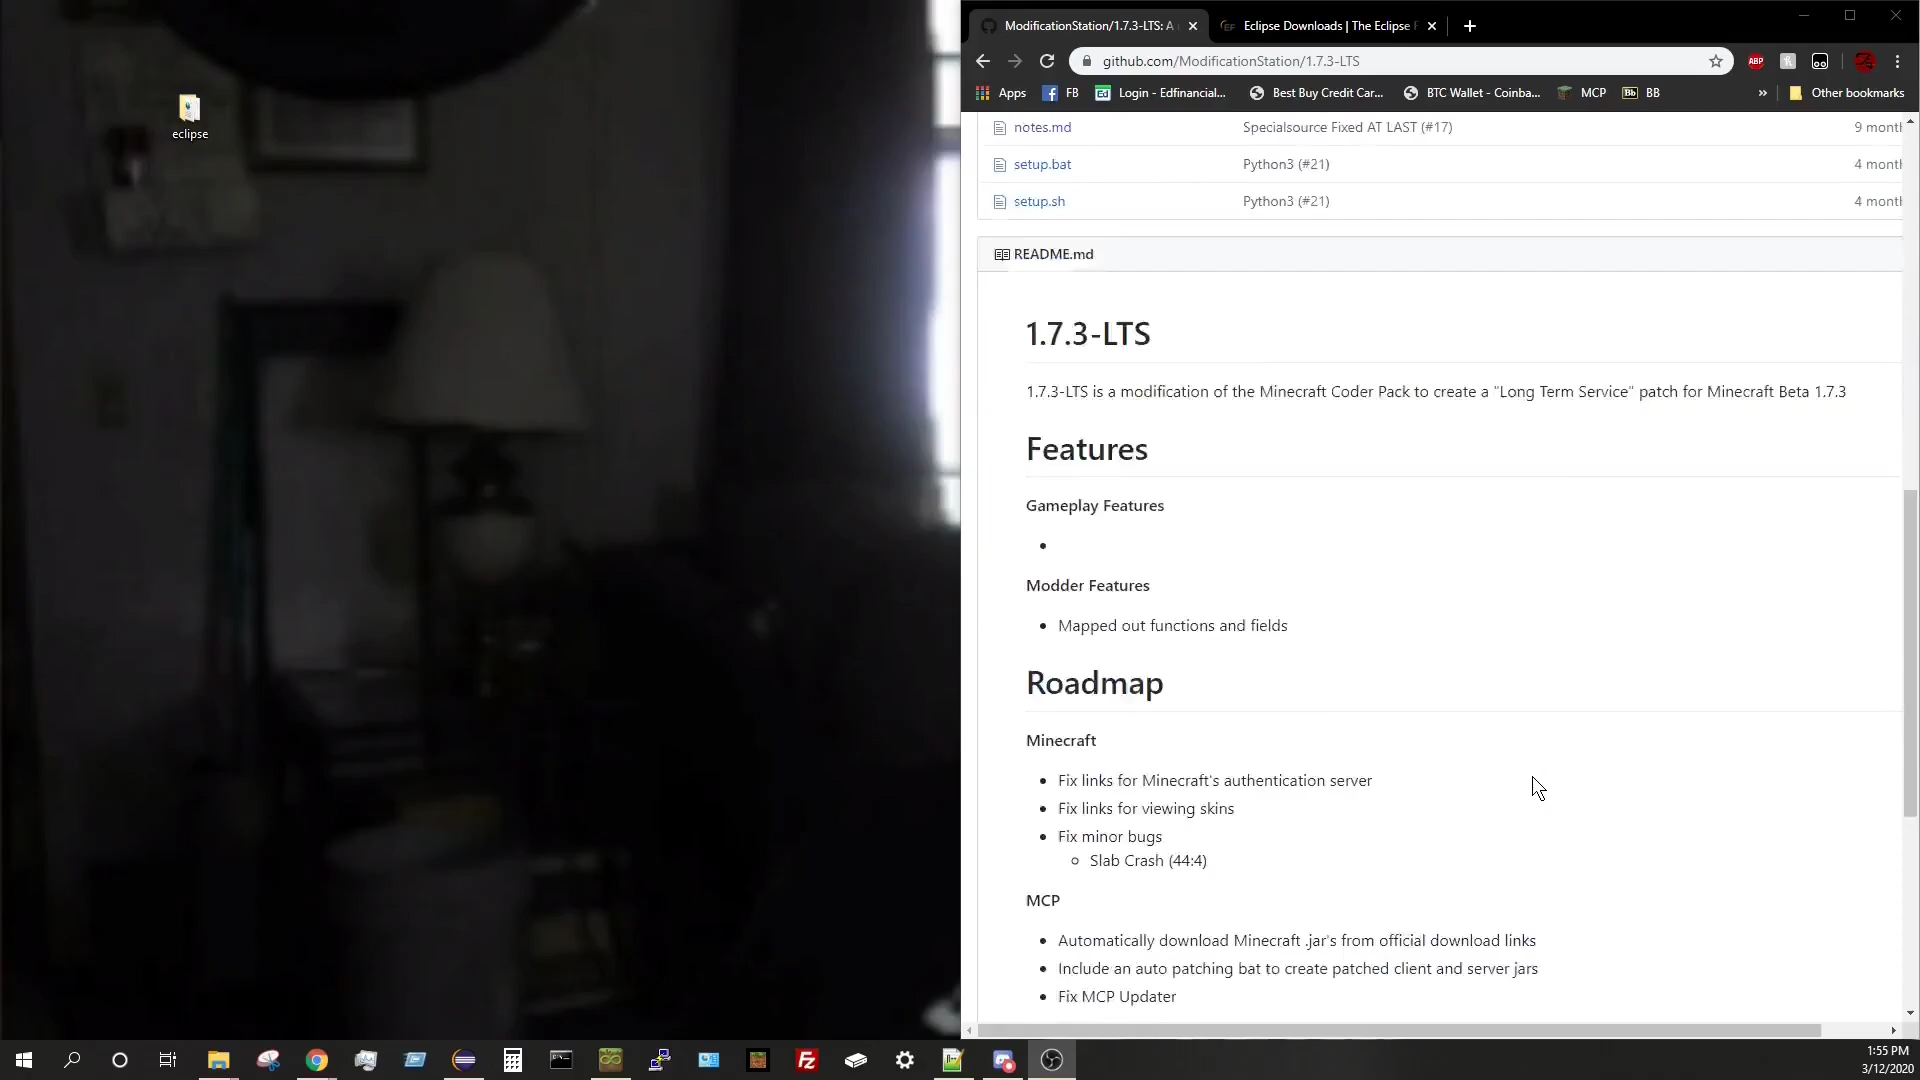 eclipse
ModificationStation/1.7.3-LTS: A
Eclipse Downloads | The Eclipse F
github.com/ModificationStation/1.7.3-LTS
ABP
Apps
FB
Login - Edfinancial...
Best Buy Credit Car...
BTC Wallet - Coinba...
MCP
Bb BB
»
Other bookmarks
notes.md Specialsource Fixed AT LAST (#17) 9 month
setup.bat Python3 (#21) 4 month
setup.sh Python3 (#21) 4 month
README.md
1.7.3-LTS
1.7.3-LTS is a modification of the Minecraft Coder Pack to create a "Long Term Service" patch for Minecraft Beta 1.7.3
Features
Gameplay Features
•
Modder Features
• Mapped out functions and fields
Roadmap
Minecraft
• Fix links for Minecraft's authentication server
• Fix links for viewing skins
• Fix minor bugs
◦ Slab Crash (44:4)
MCP
• Automatically download Minecraft .jar's from official download links
• Include an auto patching bat to create patched client and server jars
• Fix MCP Updater
Fz
1:55 PM
3/12/2020